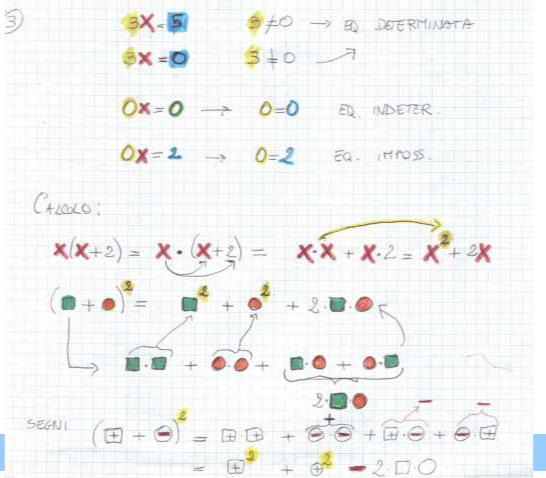 3
3x = 5 3 ≠ 0 → EQ DETERMINATA
3x = 0 3 ≠ 0
0x = 0 → 0 = 0 EQ. INDETER.
0x = 2 → 0 = 2 EQ. IMPOSS.
CALCOLO:
x(x+2) = x • (x+2) = x·x + x·2 = x² + 2x
(■ + ●)² = ■² + ●² + 2·■·●
■·■ + ●·● + ■·● + ●·■
2·■·●
+ − −
SEGNI (⊞ + ⊖)² = ⊞·⊞ + ⊖·⊖ + ⊞·⊖ + ⊖·⊞
= ⊞² + ⊕² − 2·□·○